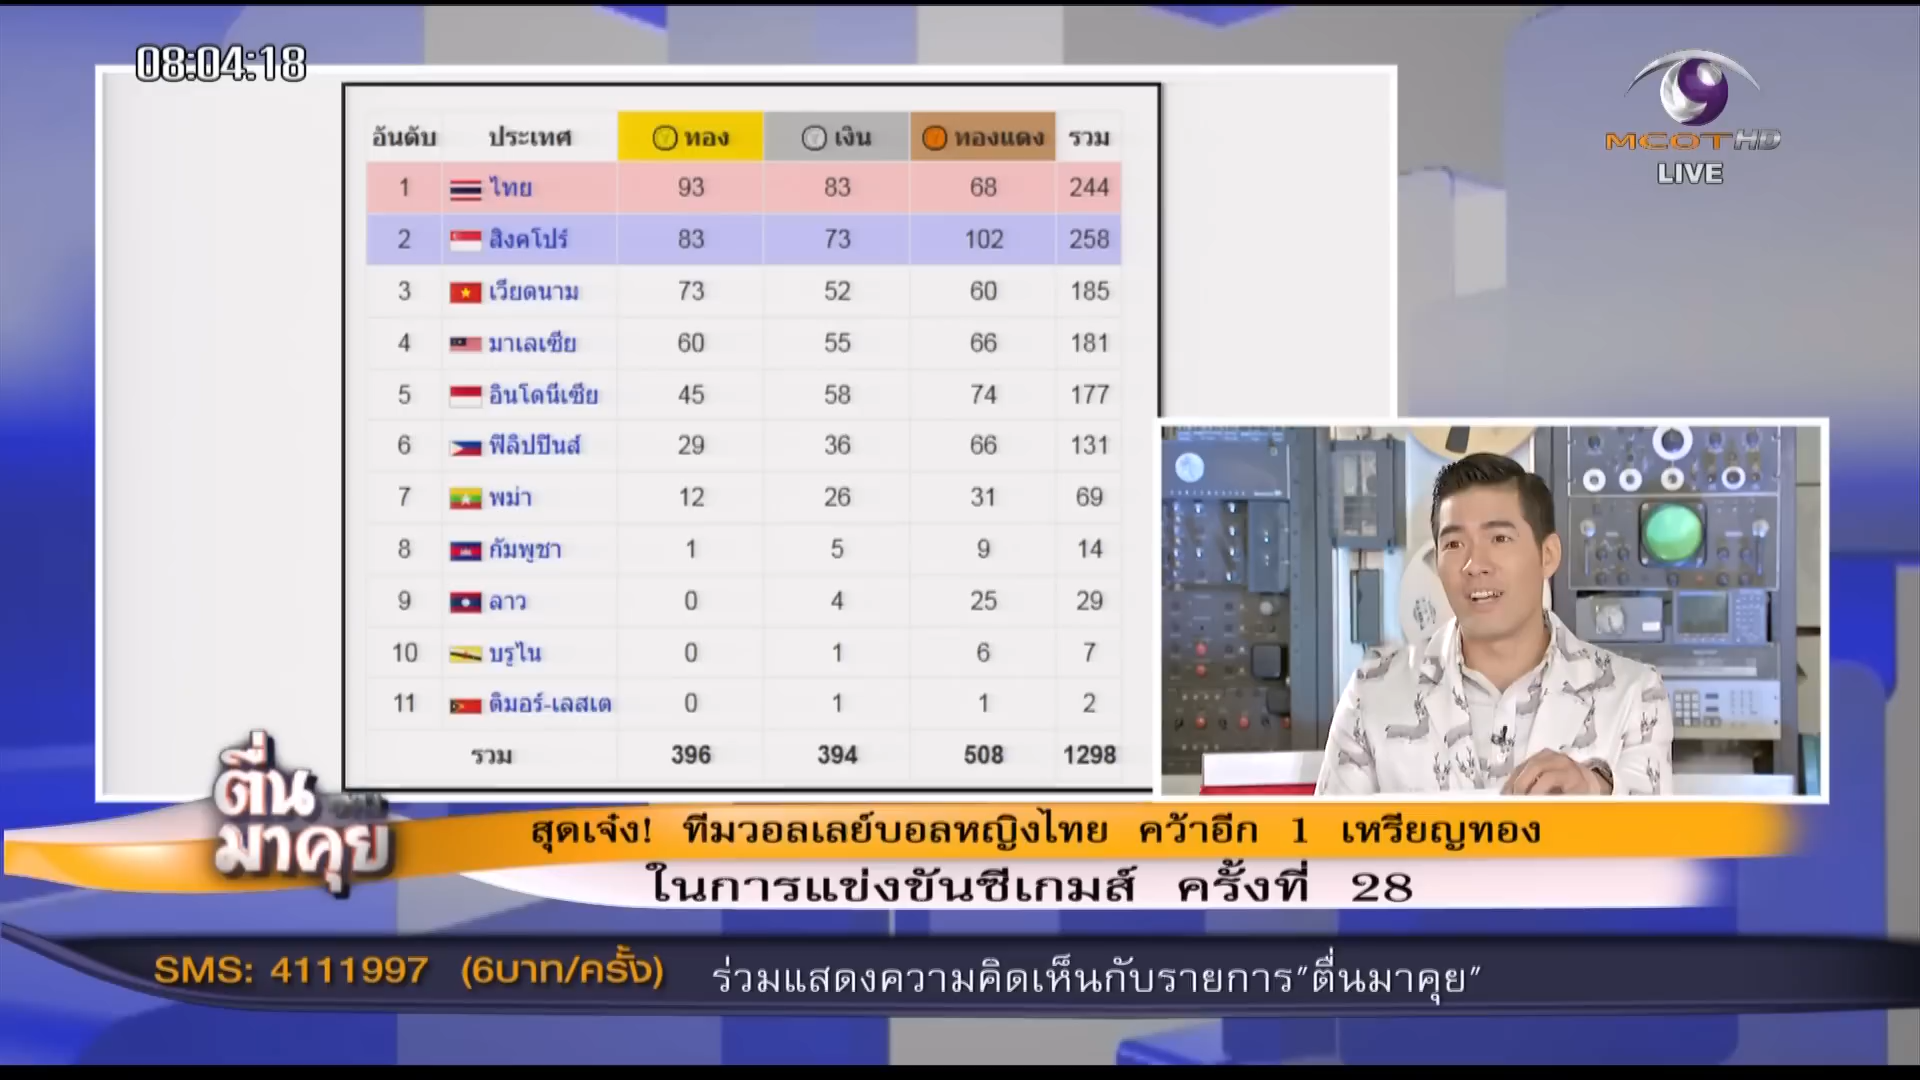 08:04:18
MCOT HD
LIVE
อันดับ ประเทศ ทอง เงิน ทองแดง รวม
1 ไทย 93 83 68 244
2 สิงคโปร์ 83 73 102 258
3 เวียดนาม 73 52 60 185
4 มาเลเซีย 60 55 66 181
5 อินโดนีเซีย 45 58 74 177
6 ฟิลิปปินส์ 29 36 66 131
7 พม่า 12 26 31 69
8 กัมพูชา 1 5 9 14
9 ลาว 0 4 25 29
10 บรูไน 0 1 6 7
11 ติมอร์-เลสเต 0 1 1 2
รวม 396 394 508 1298
ตื่น
มาคุย
สุดเจ๋ง! ทีมวอลเลย์บอลหญิงไทย คว้าอีก 1 เหรียญทอง
ในการแข่งขันซีเกมส์ ครั้งที่ 28
SMS: 4111997 (6บาท/ครั้ง) ร่วมแสดงความคิดเห็นกับรายการ"ตื่นมาคุย"